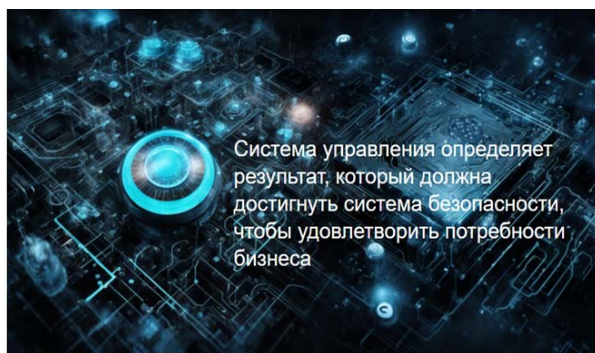 Система управления определяет
результат, который должна
достигнуть система безопасности,
чтобы удовлетворить потребности
бизнеса